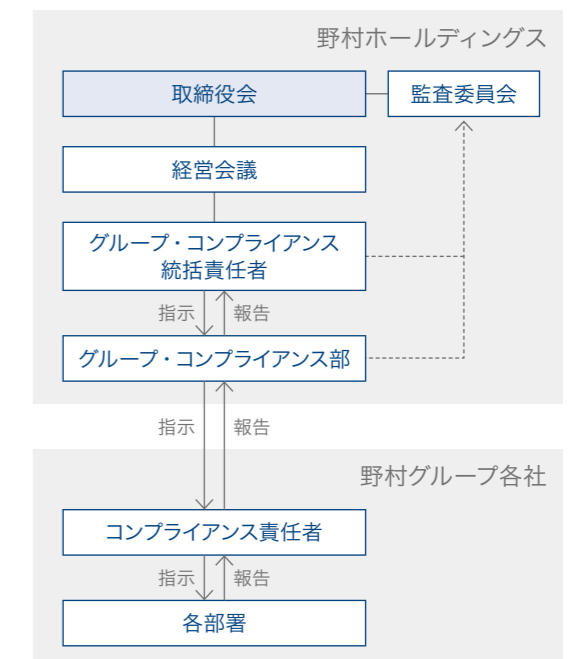 野村ホールディングス
取締役会
監査委員会
経営会議
グループ・コンプライアンス
統括責任者
指示
報告
グループ・コンプライアンス部
指示
報告
野村グループ各社
コンプライアンス責任者
指示
報告
各部署